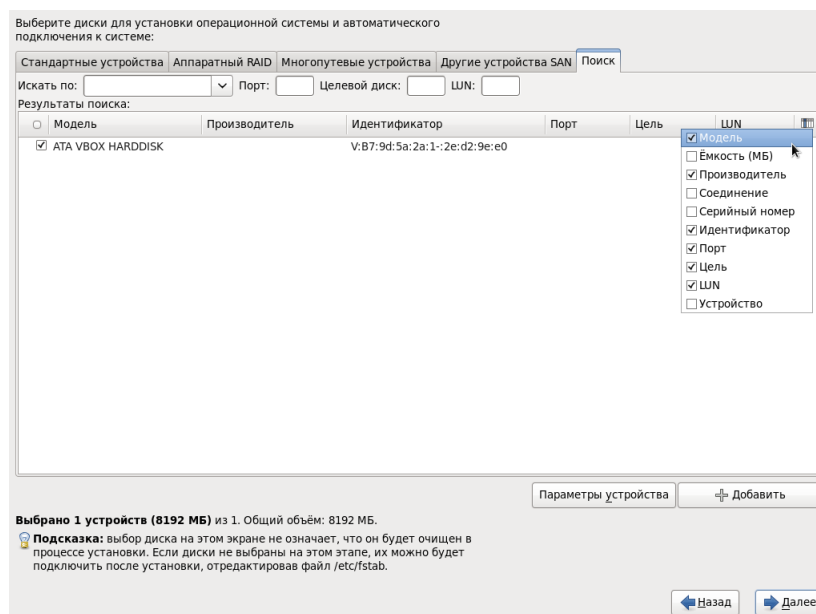 Выберите диски для установки операционной системы и автоматического
подключения к системе:
Стандартные устройства Аппаратный RAID Многопутевые устройства Другие устройства SAN Поиск
Искать по: Порт: Целевой диск: LUN:
Результаты поиска:
Модель Производитель Идентификатор Порт Цель LUN
ATA VBOX HARDDISK V:B7:9d:5a:2a:1-:2e:d2:9e:e0
Модель
Ёмкость (МБ)
Производитель
Соединение
Серийный номер
Идентификатор
Порт
Цель
LUN
Устройство
Параметры устройства Добавить
Выбрано 1 устройств (8192 МБ) из 1. Общий объём: 8192 МБ.
Подсказка: выбор диска на этом экране не означает, что он будет очищен в
процессе установки. Если диски не выбраны на этом этапе, их можно будет
подключить после установки, отредактировав файл /etc/fstab.
Назад Далее